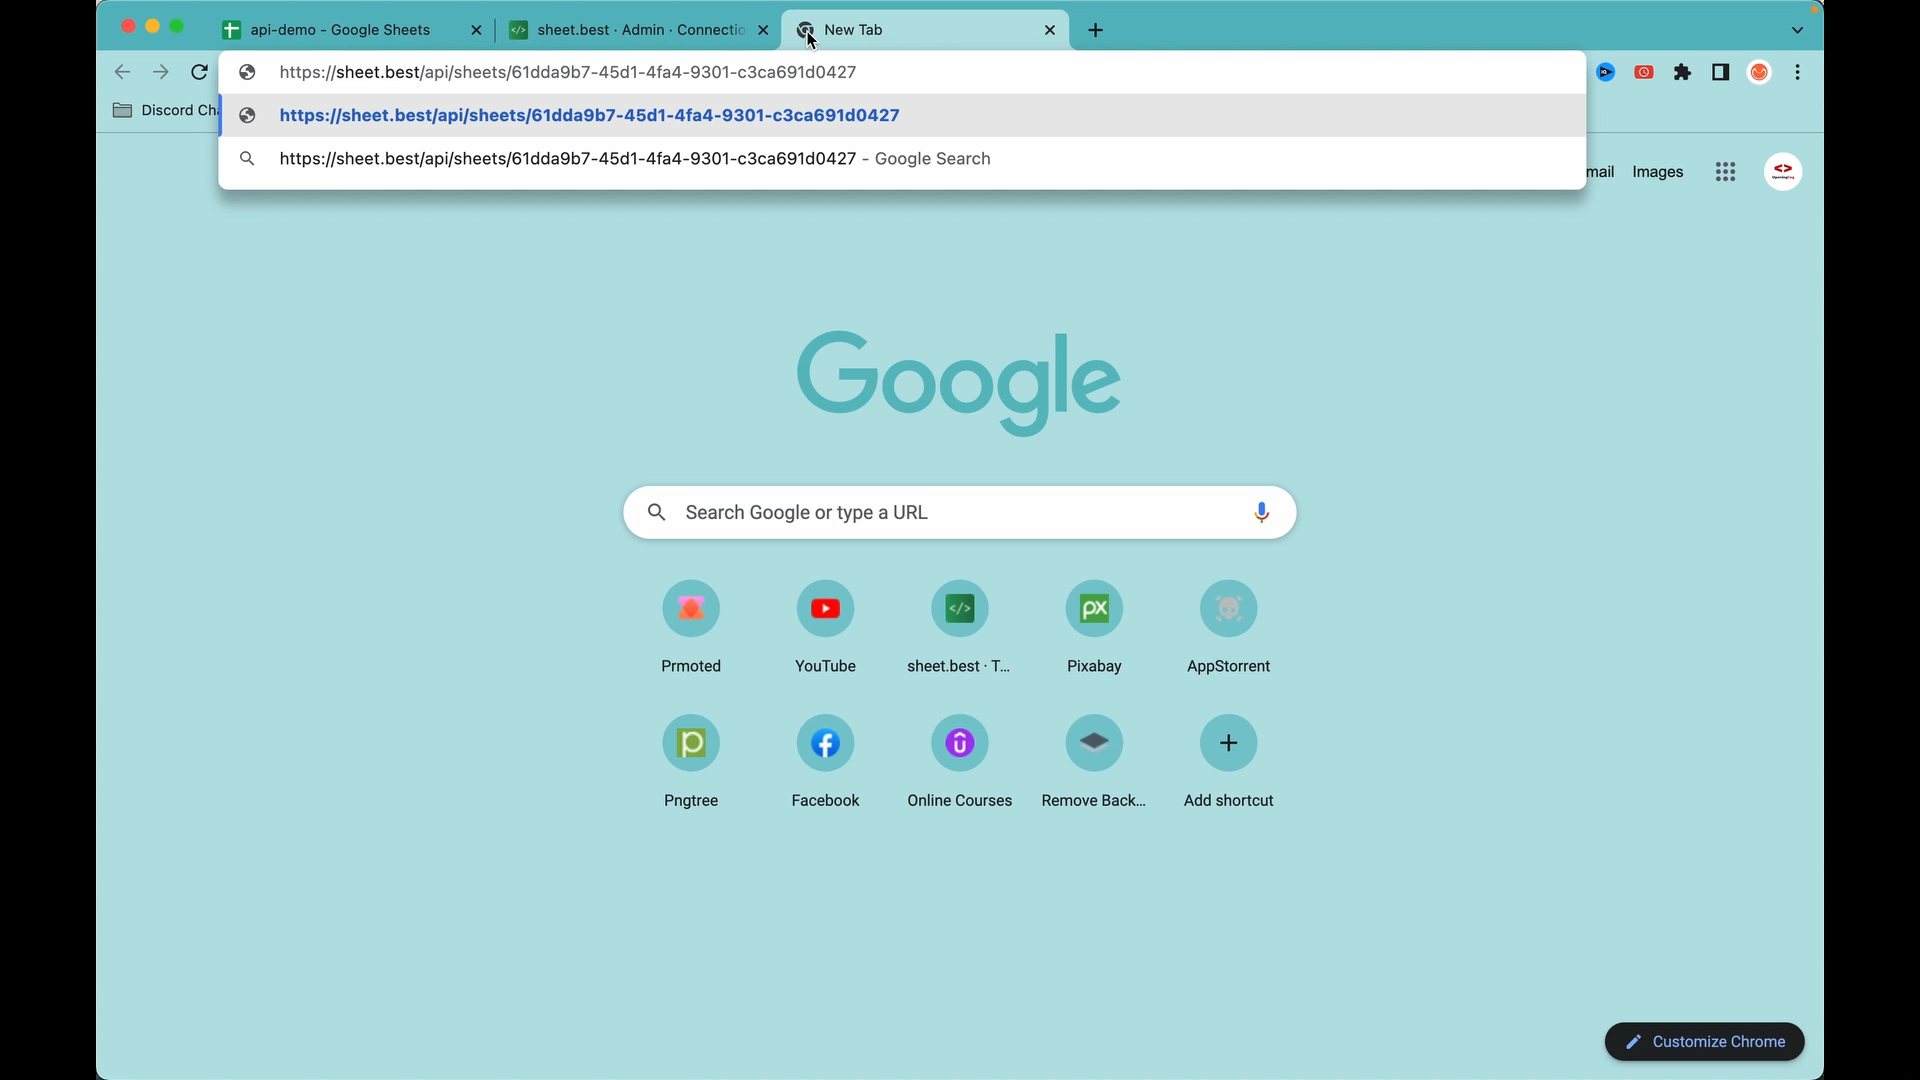 api-demo - Google Sheets
sheet.best · Admin · Connectio
New Tab
https://sheet.best/api/sheets/61dda9b7-45d1-4fa4-9301-c3ca691d0427
Discord Cha
https://sheet.best/api/sheets/61dda9b7-45d1-4fa4-9301-c3ca691d0427
https://sheet.best/api/sheets/61dda9b7-45d1-4fa4-9301-c3ca691d0427 - Google Search
mail Images
Google
Search Google or type a URL
Prmoted YouTube sheet.best · T... Pixabay AppStorrent
Pngtree Facebook Online Courses Remove Back... Add shortcut
Customize Chrome